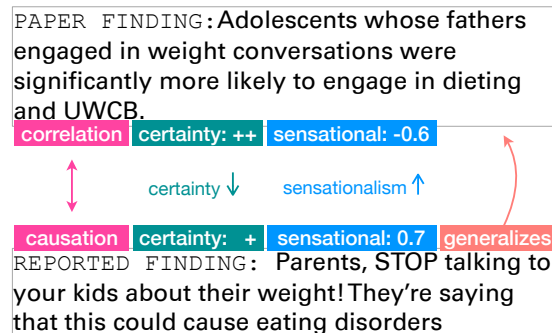 PAPER FINDING: Adolescents whose fathers
engaged in weight conversations were
significantly more likely to engage in dieting
and UWCB.
correlation certainty: ++ sensational: -0.6
certainty ↓ sensationalism ↑
causation certainty: + sensational: 0.7 generalizes
REPORTED FINDING: Parents, STOP talking to
your kids about their weight! They're saying
that this could cause eating disorders